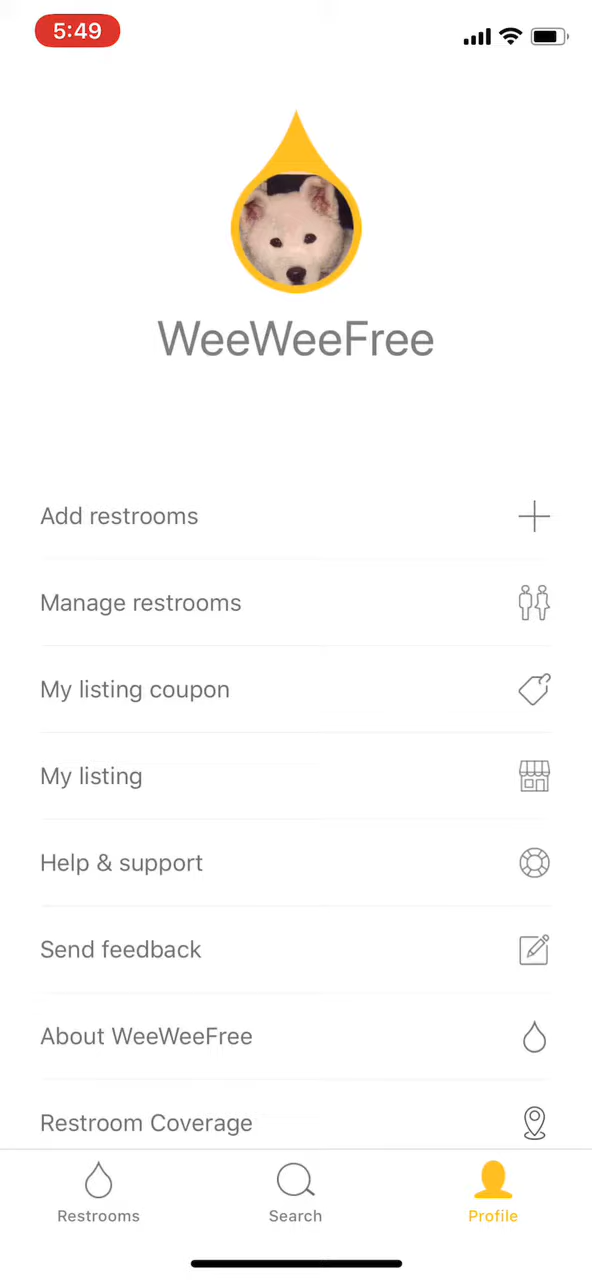 5:49
WeeWeeFree
Add restrooms
Manage restrooms
My listing coupon
My listing
Help & support
Send feedback
About WeeWeeFree
Restroom Coverage
Restrooms
Search
Profile